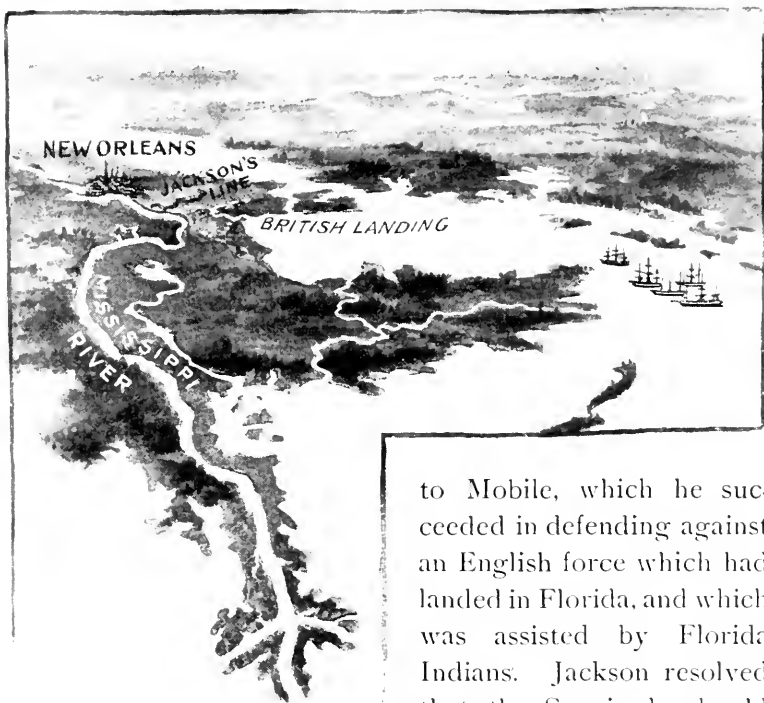 NEW ORLEANS
JACKSON'S
LINE
BRITISH LANDING
MISSISSIPPI
RIVER
to Mobile, which he suc-
ceeded in defending against
an English force which had
landed in Florida, and which
was assisted by Florida
Indians. Jackson resolved